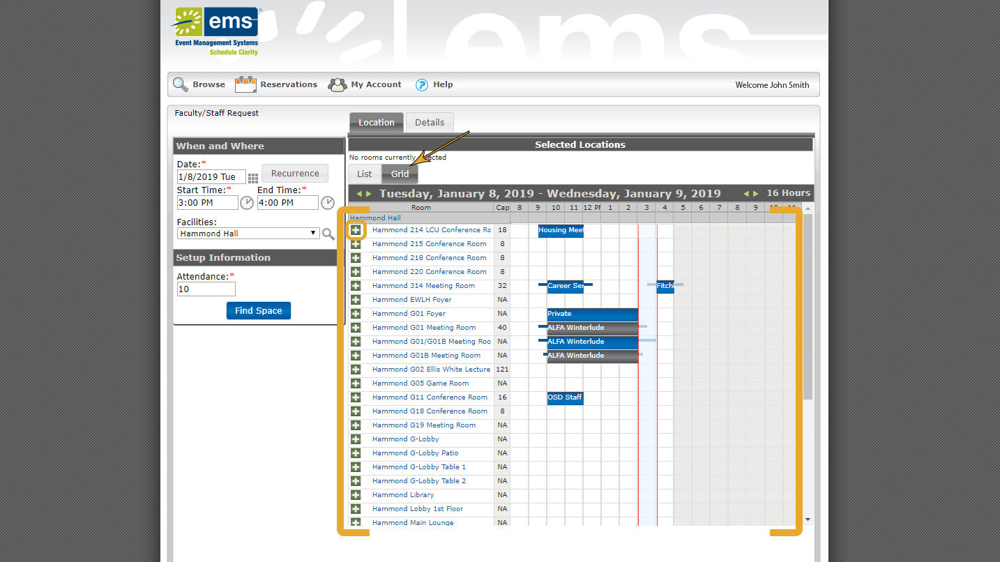 ems
ems®
Event Management Systems
Schedule Clarity
Browse
Reservations
My Account
?
Help
Welcome John Smith
Faculty/Staff Request
Location
Details
When and Where
Date:*
1/8/2019 Tue
Recurrence
Start Time:*
End Time:*
3:00 PM
4:00 PM
Facilities:
Hammond Hall
Setup Information
Attendance:*
10
Find Space
Selected Locations
No rooms currently
List
Grid
Tuesday, January 8, 2019 - Wednesday, January 9, 2019
16 Hours
Room Cap 8 9 10 11 12 PM 1 2 3 4 5 6 7 8 9 10 11
Hammond Hall
Hammond 214 LCU Conference Ro 18 Housing Meet
Hammond 215 Conference Room 8
Hammond 218 Conference Room 8
Hammond 220 Conference Room 8
Hammond 314 Meeting Room 32 Career Ser Fitch
Hammond EWLH Foyer NA
Hammond G01 Foyer NA Private
Hammond G01 Meeting Room 40 ALFA Winterlude
Hammond G01/G01B Meeting Roo NA ALFA Winterlude
Hammond G01B Meeting Room NA ALFA Winterlude
Hammond G02 Ellis White Lecture 121
Hammond G05 Game Room NA
Hammond G11 Conference Room 16 OSD Staff
Hammond G18 Conference Room 8
Hammond G19 Meeting Room NA
Hammond G-Lobby NA
Hammond G-Lobby Patio NA
Hammond G-Lobby Table 1 NA
Hammond G-Lobby Table 2 NA
Hammond Library NA
Hammond Lobby 1st Floor NA
Hammond Main Lounge NA